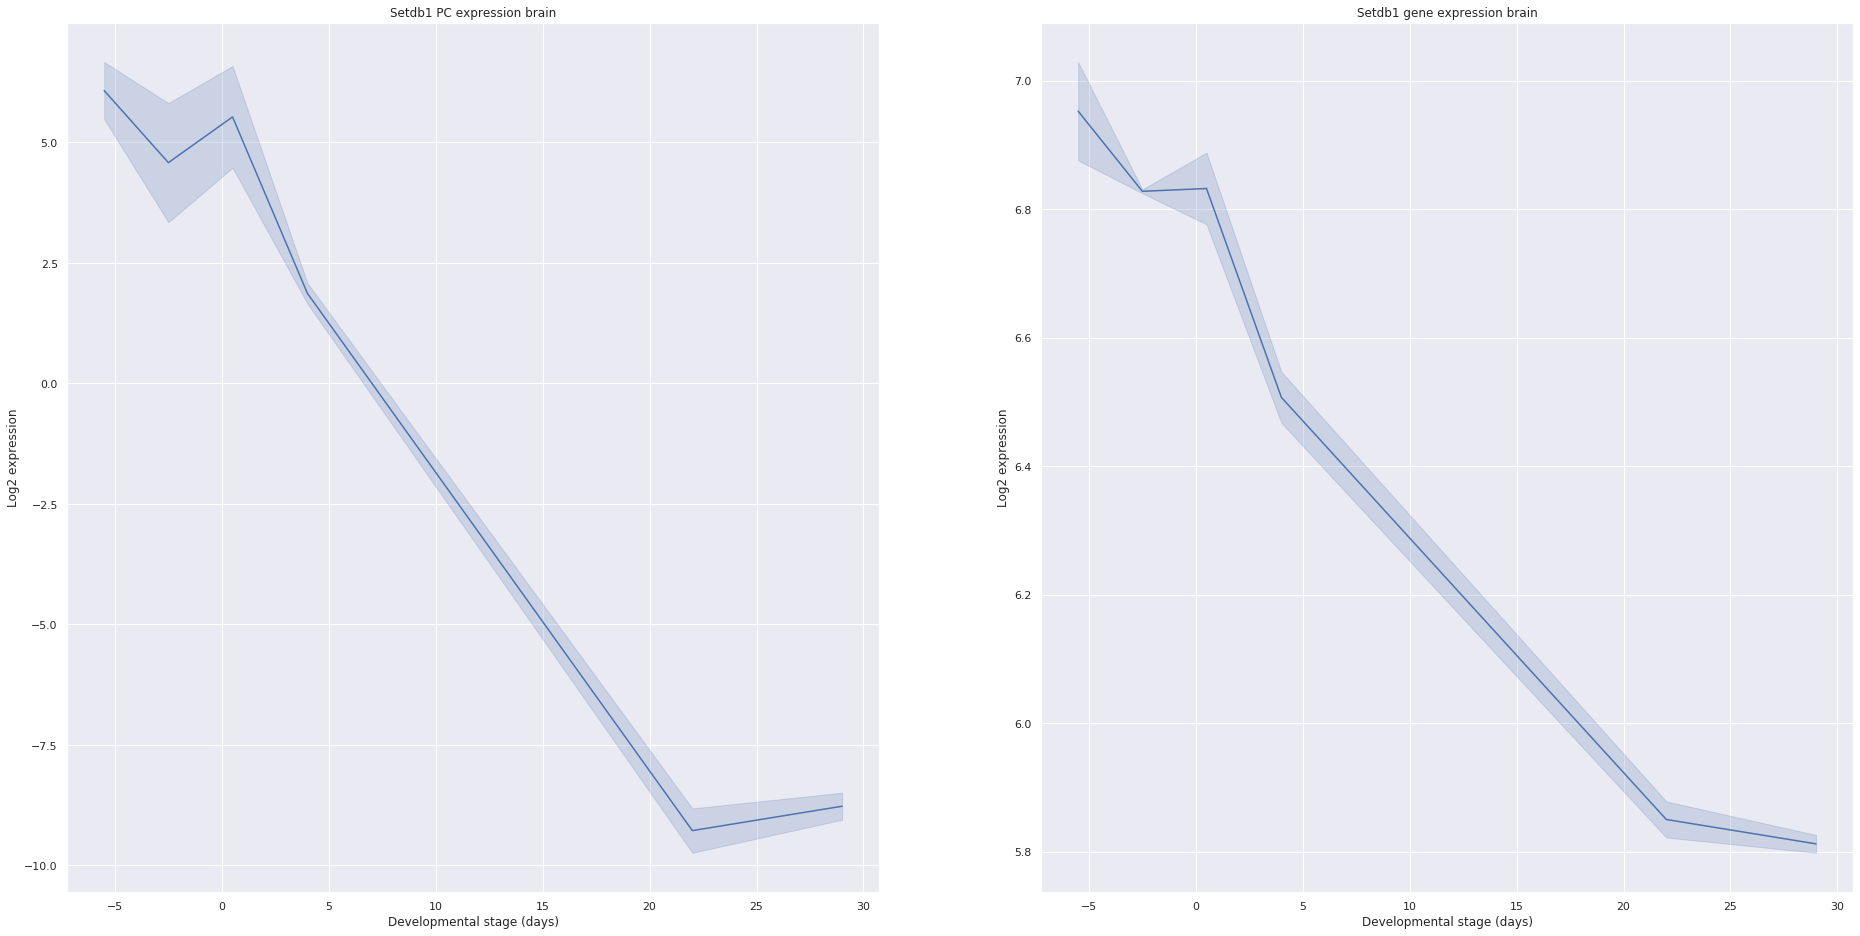 Setdb1 PC expression brain
Log2 expression
5.0
2.5
0.0
−2.5
−5.0
−7.5
−10.0
−5 0 5 10 15 20 25 30
Developmental stage (days)
Setdb1 gene expression brain
Log2 expression
7.0
6.8
6.6
6.4
6.2
6.0
5.8
−5 0 5 10 15 20 25 30
Developmental stage (days)